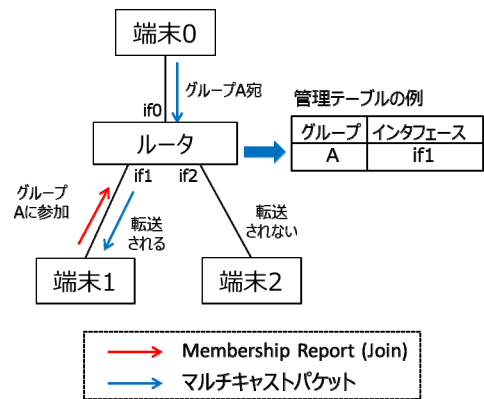 端末0
グループA宛
if0
管理テーブルの例
グループ インタフェース
A if1
ルータ
if1 if2
グループ
Aに参加
転送
される
転送
されない
端末1
端末2
Membership Report (Join)
マルチキャストパケット